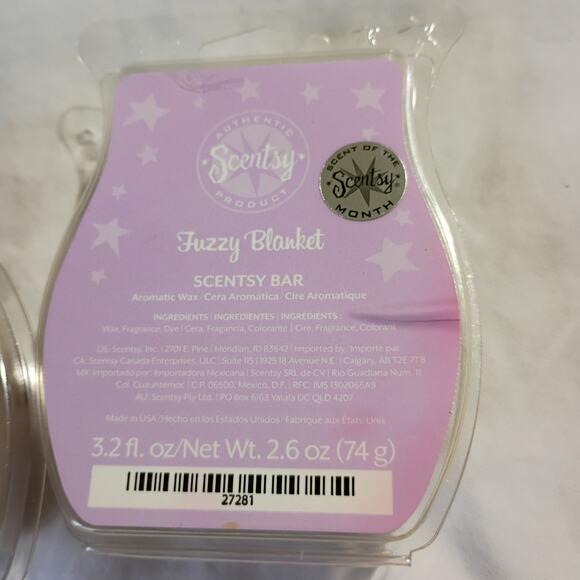 AUTHENTIC
Scentsy
PRODUCT
SCENT OF THE
Scentsy®
MONTH
Fuzzy Blanket
SCENTSY BAR
Aromatic Wax / Cera Aromática / Cire Aromatique
INGREDIENTS | INGREDIENTES | INGRÉDIENTS :
Wax, Fragrance, Dye | Cera, Fragancia, Colorante | Cire, Fragrance, Colorant
US: Scentsy, Inc. | 2701 E. Pine / Meridian, ID 83642 | Imported by / Importé par
CA: Scentsy Canada Enterprises, ULC | Suite 115 | 1925 18 Avenue N.E. | Calgary, AB T2E 7T8
MX: Importado por: Importadora Mexicana | Scentsy SRL de CV | Rio Guadiana Num. 11
Col. Cuauhtemoc | C.P. 06500, Mexico, D.F. | RFC: IMS 1302065A9
AU: Scentsy Pty Ltd. | PO Box 6163 Yatala DC QLD 4207
Made in USA / Hecho en los Estados Unidos / Fabriqué aux États-Unis
3.2 fl. oz/Net Wt. 2.6 oz (74 g)
27281